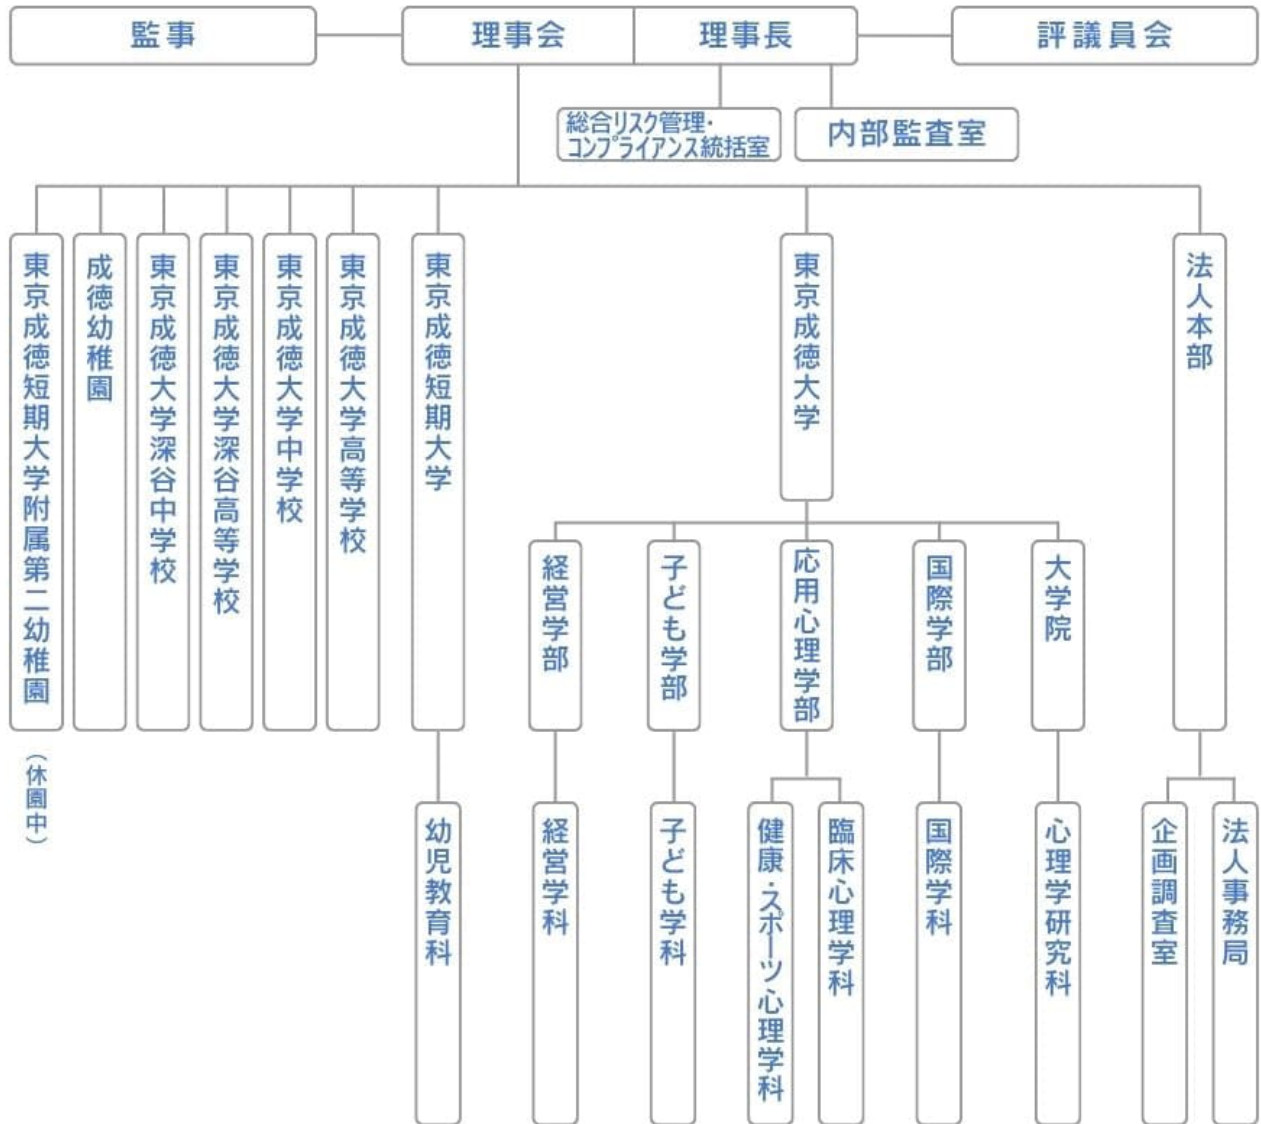 監事
理事会
理事長
評議員会
総合リスク管理・
コンプライアンス統括室
内部監査室
東京成徳短期大学附属第二幼稚園
（休園中）
成徳幼稚園
東京成徳大学深谷中学校
東京成徳大学深谷高等学校
東京成徳大学中学校
東京成徳大学高等学校
東京成徳短期大学
東京成徳大学
法人本部
経営学部
子ども学部
応用心理学部
国際学部
大学院
幼児教育科
経営学科
子ども学科
健康・スポーツ心理学科
臨床心理学科
国際学科
心理学研究科
企画調査室
法人事務局